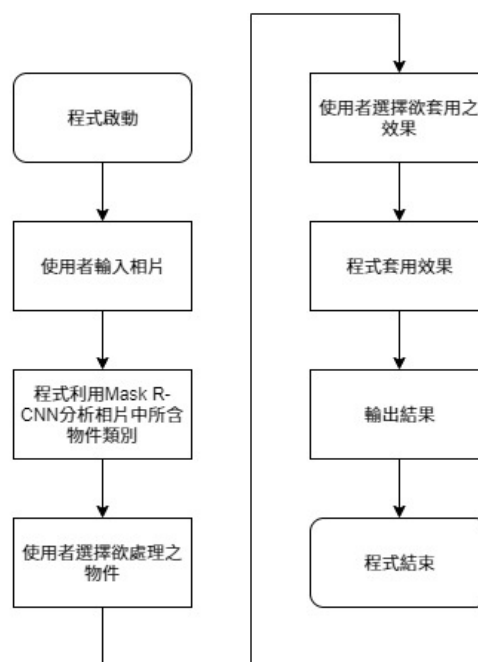 程式啟動
使用者輸入相片
程式利用Mask R-
CNN分析相片中所含
物件類別
使用者選擇欲處理之
物件
使用者選擇欲套用之
效果
程式套用效果
輸出結果
程式結束